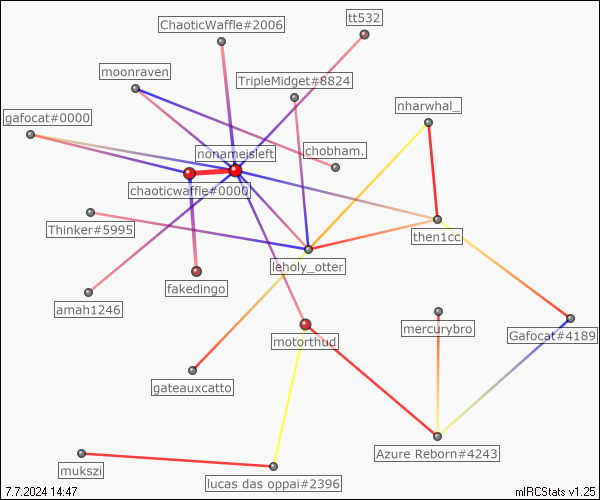 ChaoticWaffle#2006
tt532
moonraven
TripleMidget#8824
nharwhal_
gafocat#0000
nonameisleft
chobham.
chaoticwaffle#0000
Thinker#5995
then1cc
leholy_otter
fakedingo
amah1246
mercurybro
Gafocat#4189
motorthud
gateauxcatto
Azure Reborn#4243
mukszi
lucas das oppai#2396
7.7.2024 14:47
mIRCStats v1.25